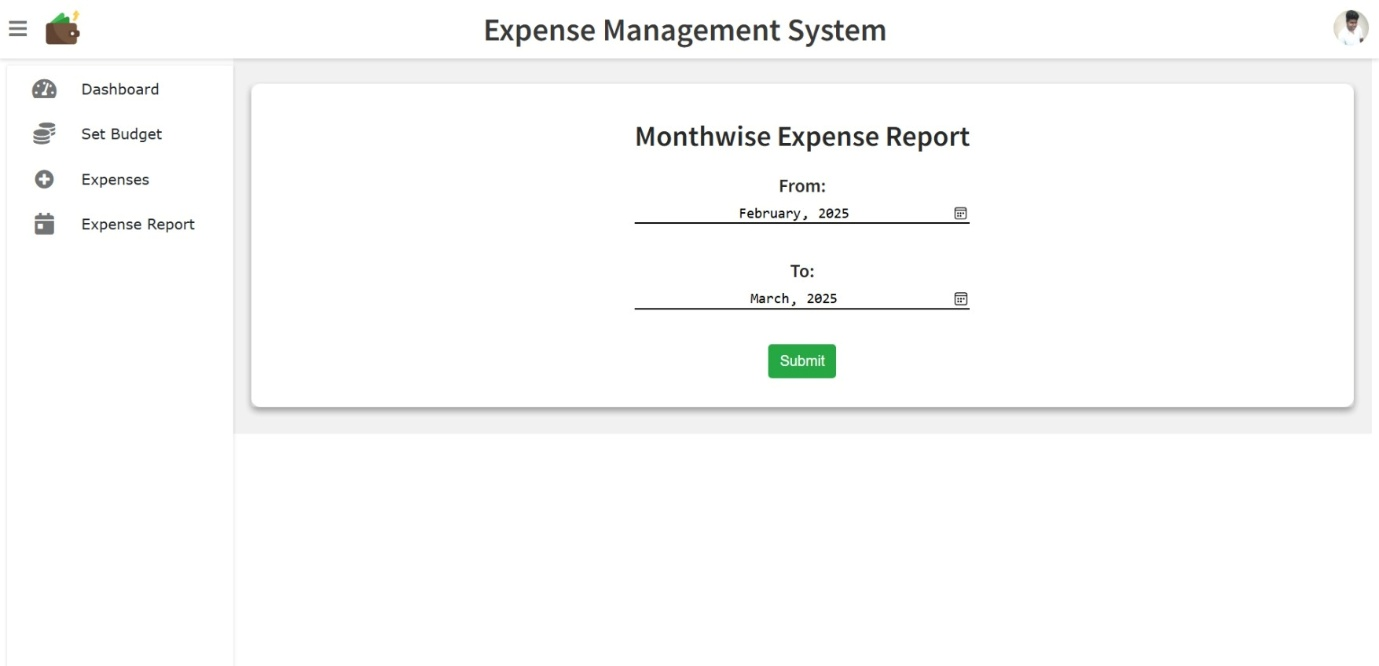 Expense Management System
Dashboard
Set Budget
Expenses
Expense Report
Monthwise Expense Report
From:
February, 2025
To:
March, 2025
Submit